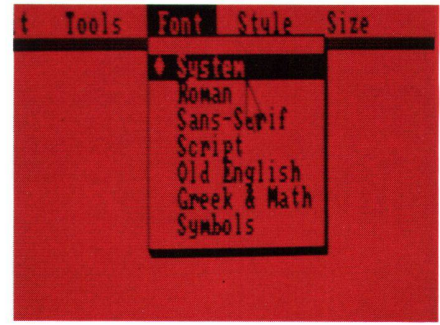 t Tools Font Style Size
♦ System
Roman
Sans-Serif
Script
Old English
Greek & Math
Symbols